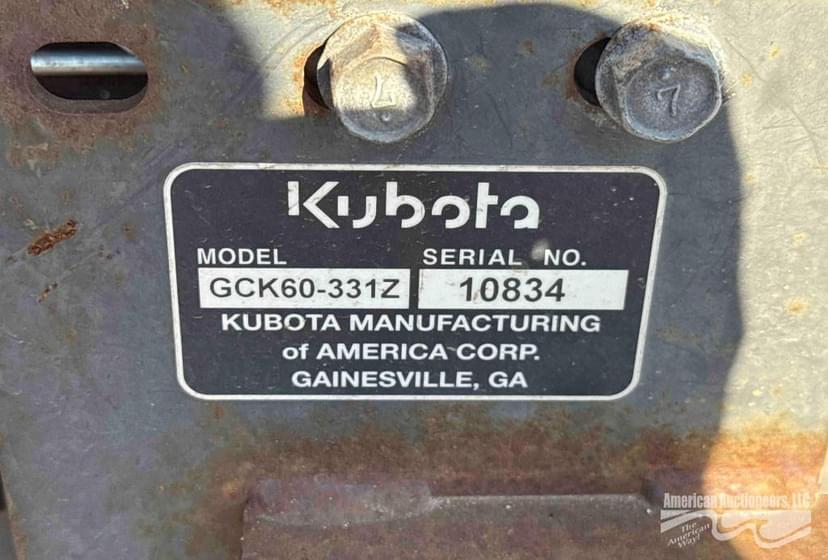 7
L
Kubota
MODEL SERIAL NO.
GCK60-331Z 10834
KUBOTA MANUFACTURING
of AMERICA CORP.
GAINESVILLE, GA
American Auctioneers, LLC
The
American
Way!